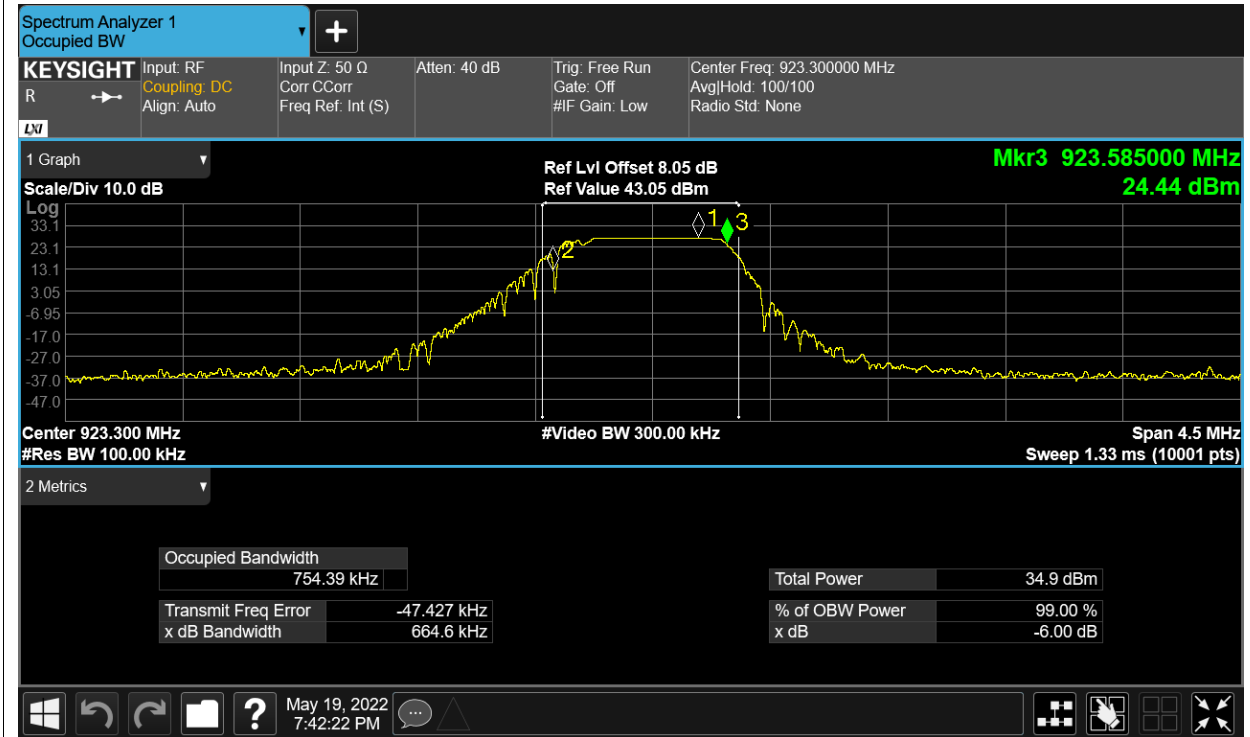 Spectrum Analyzer 1
Occupied BW
KEYSIGHT
R
LXI
Input: RF
Coupling: DC
Align: Auto
Input Z: 50 Ω
Corr CCorr
Freq Ref: Int (S)
Atten: 40 dB
Trig: Free Run
Gate: Off
#IF Gain: Low
Center Freq: 923.300000 MHz
Avg|Hold: 100/100
Radio Std: None
1 Graph
Scale/Div 10.0 dB
Ref Lvl Offset 8.05 dB
Ref Value 43.05 dBm
Mkr3 923.585000 MHz
24.44 dBm
Log
33.1
23.1
13.1
3.05
-6.95
-17.0
-27.0
-37.0
-47.0
1
2
3
Center 923.300 MHz
#Video BW 300.00 kHz
Span 4.5 MHz
#Res BW 100.00 kHz
Sweep 1.33 ms (10001 pts)
2 Metrics
Occupied Bandwidth
754.39 kHz
Transmit Freq Error -47.427 kHz
x dB Bandwidth 664.6 kHz
Total Power 34.9 dBm
% of OBW Power 99.00 %
x dB -6.00 dB
?
May 19, 2022
7:42:22 PM